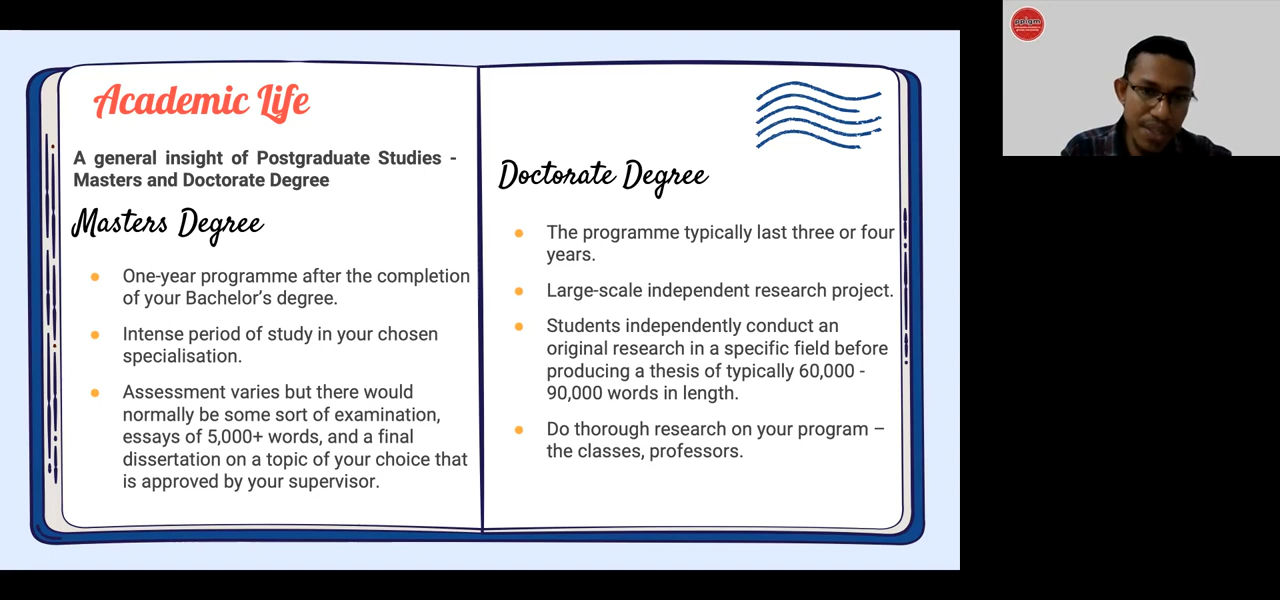 Academic Life
A general insight of Postgraduate Studies -
Masters and Doctorate Degree
Masters Degree
One-year programme after the completion
of your Bachelor’s degree.
Intense period of study in your chosen
specialisation.
Assessment varies but there would
normally be some sort of examination,
essays of 5,000+ words, and a final
dissertation on a topic of your choice that
is approved by your supervisor.
Doctorate Degree
The programme typically last three or four
years.
Large-scale independent research project.
Students independently conduct an
original research in a specific field before
producing a thesis of typically 60,000 -
90,000 words in length.
Do thorough research on your program –
the classes, professors.
ppigm